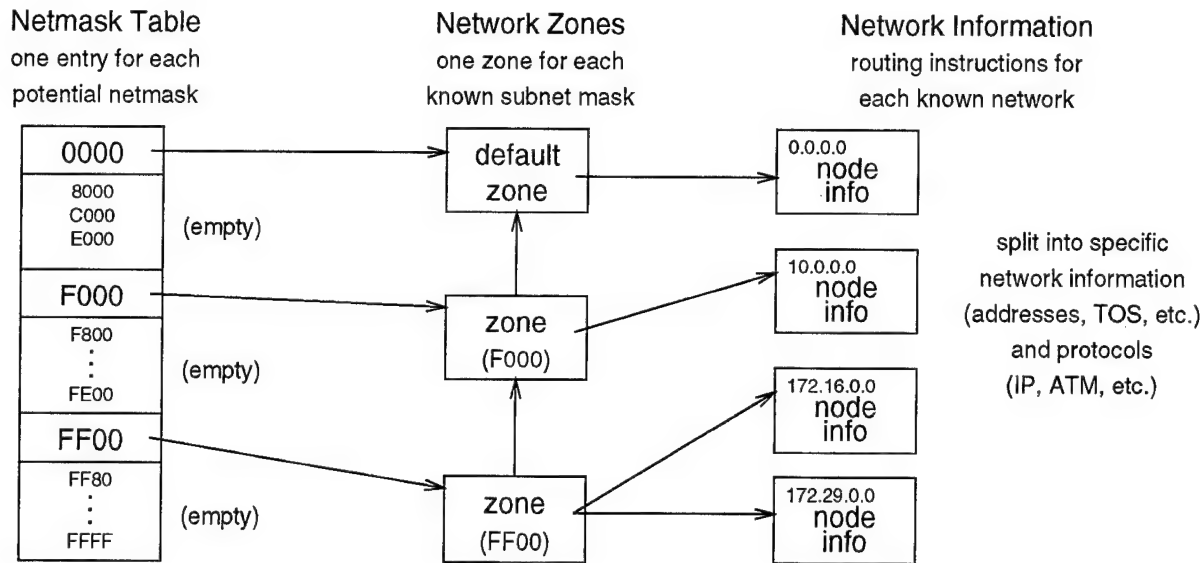 Netmask Table
one entry for each
potential netmask
0000
8000
C000
E000
(empty)
F000
F800
⋮
FE00
(empty)
FF00
FF80
⋮
FFFF
(empty)
Network Zones
one zone for each
known subnet mask
default
zone
zone
(F000)
zone
(FF00)
Network Information
routing instructions for
each known network
0.0.0.0
node
info
10.0.0.0
node
info
172.16.0.0
node
info
172.29.0.0
node
info
split into specific
network information
(addresses, TOS, etc.)
and protocols
(IP, ATM, etc.)